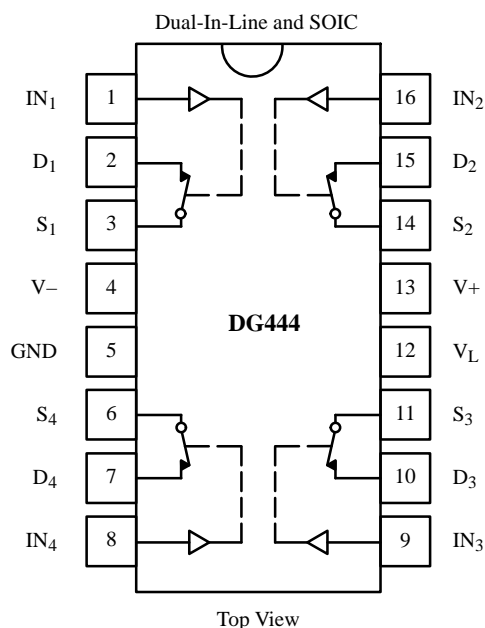 Dual-In-Line and SOIC
IN1 1 16 IN2
D1 2 15 D2
S1 3 14 S2
V– 4 13 V+
DG444
GND 5 12 VL
S4 6 11 S3
D4 7 10 D3
IN4 8 9 IN3
Top View